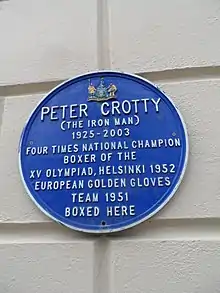 PETER CROTTY
(THE IRON MAN)
1925-2003
FOUR TIMES NATIONAL CHAMPION
BOXER OF THE
XV OLYMPIAD, HELSINKI 1952
EUROPEAN GOLDEN GLOVES
TEAM 1951
BOXED HERE